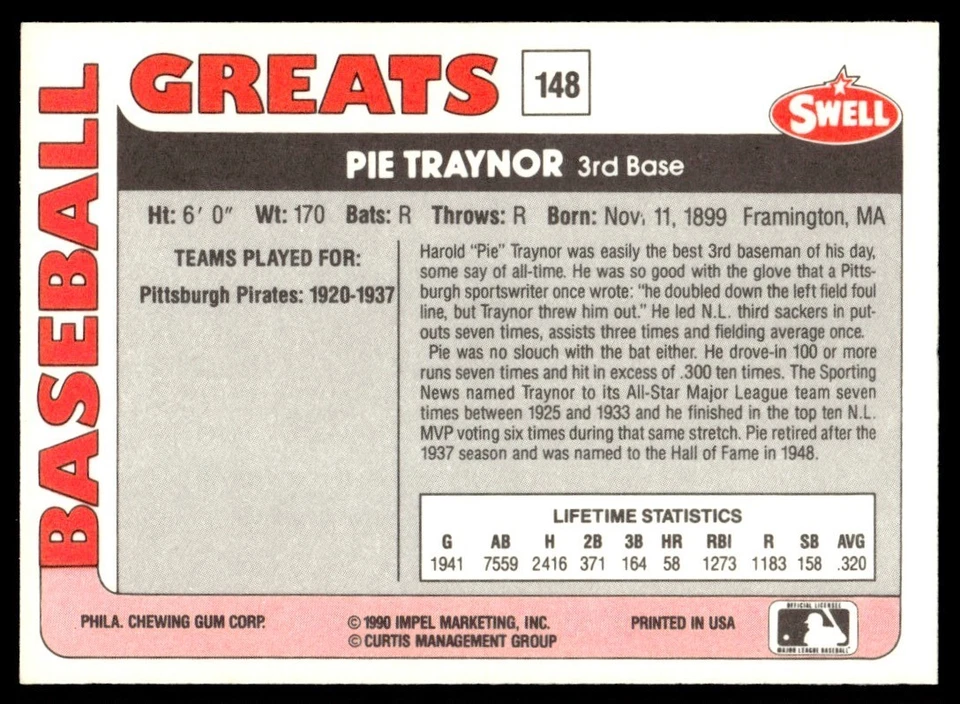 BASEBALL
GREATS
148
SWELL
PIE TRAYNOR 3rd Base
Ht: 6' 0" Wt: 170 Bats: R Throws: R Born: Nov. 11, 1899 Framington, MA
TEAMS PLAYED FOR:
Pittsburgh Pirates: 1920-1937
Harold "Pie" Traynor was easily the best 3rd baseman of his day,
some say of all-time. He was so good with the glove that a Pitts-
burgh sportswriter once wrote: "he doubled down the left field foul
line, but Traynor threw him out." He led N.L. third sackers in put-
outs seven times, assists three times and fielding average once.
Pie was no slouch with the bat either. He drove-in 100 or more
runs seven times and hit in excess of .300 ten times. The Sporting
News named Traynor to its All-Star Major League team seven
times between 1925 and 1933 and he finished in the top ten N.L.
MVP voting six times during that same stretch. Pie retired after the
1937 season and was named to the Hall of Fame in 1948.
LIFETIME STATISTICS
G AB H 2B 3B HR RBI R SB AVG
1941 7559 2416 371 164 58 1273 1183 158 .320
PHILA. CHEWING GUM CORP.
© 1990 IMPEL MARKETING, INC.
© CURTIS MANAGEMENT GROUP
PRINTED IN USA
OFFICIAL LICENSEE
MAJOR LEAGUE BASEBALL